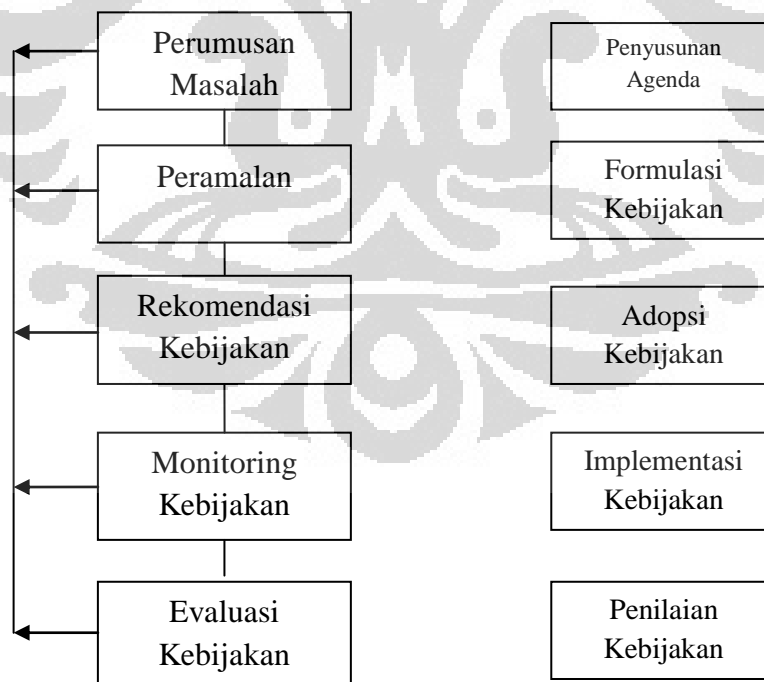 Perumusan
Masalah
Penyusunan
Agenda
Peramalan
Formulasi
Kebijakan
Rekomendasi
Kebijakan
Adopsi
Kebijakan
Monitoring
Kebijakan
Implementasi
Kebijakan
Evaluasi
Kebijakan
Penilaian
Kebijakan